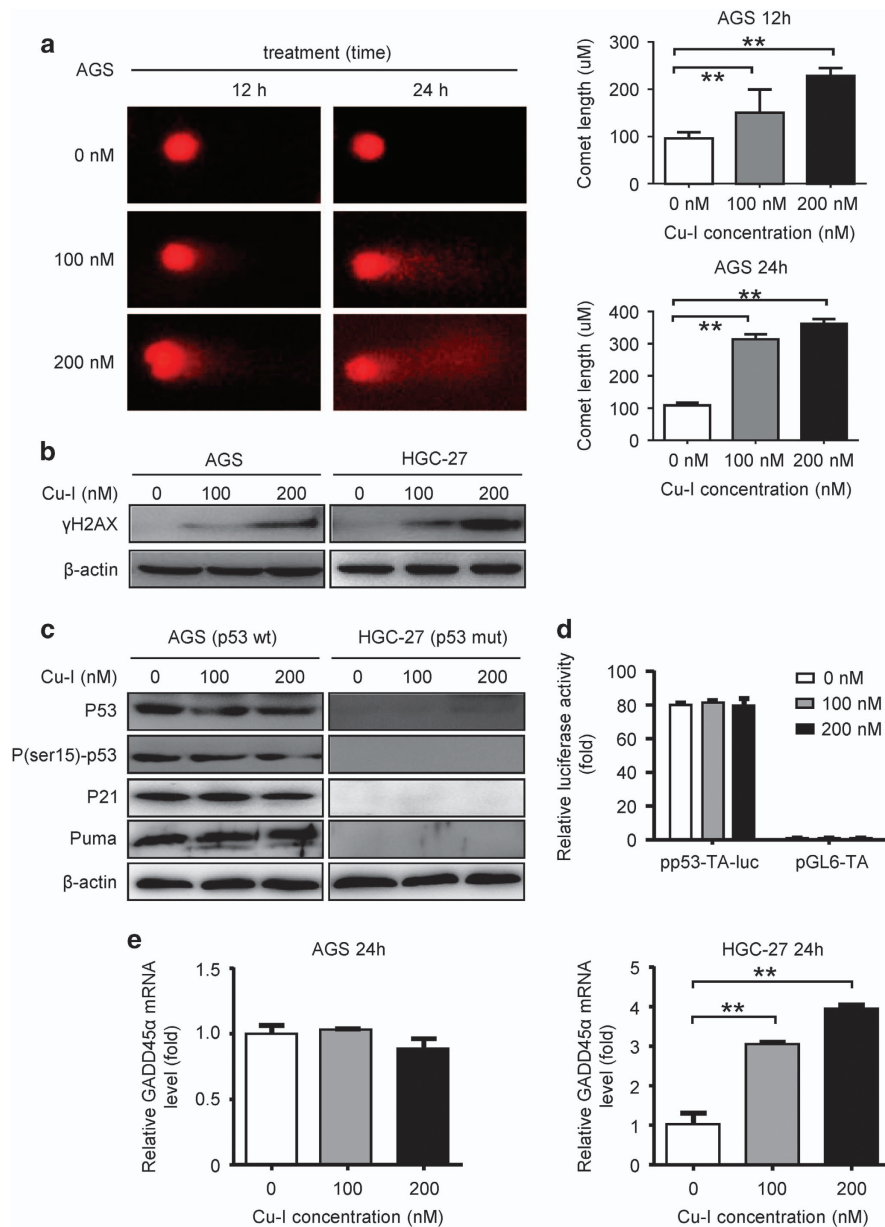 a
treatment (time)
AGS
12 h
24 h
0 nM
100 nM
200 nM
AGS 12h
Comet length (uM)
300
200
100
0
**
**
0 nM
100 nM
200 nM
Cu-I concentration (nM)
AGS 24h
Comet length (uM)
400
300
200
100
0
**
**
0 nM
100 nM
200 nM
Cu-I concentration (nM)
b
AGS
HGC-27
Cu-I (nM)
0
100
200
0
100
200
γH2AX
β-actin
c
AGS (p53 wt)
HGC-27 (p53 mut)
Cu-I (nM)
0
100
200
0
100
200
P53
P(ser15)-p53
P21
Puma
β-actin
d
Relative luciferase activity
(fold)
100
80
60
40
20
0
0 nM
100 nM
200 nM
pp53-TA-luc
pGL6-TA
e
AGS 24h
Relative GADD45α mRNA
level (fold)
1.5
1.0
0.5
0
0
100
200
Cu-I concentration (nM)
HGC-27 24h
Relative GADD45α mRNA
level (fold)
5
4
3
2
1
0
**
**
0
100
200
Cu-I concentration (nM)